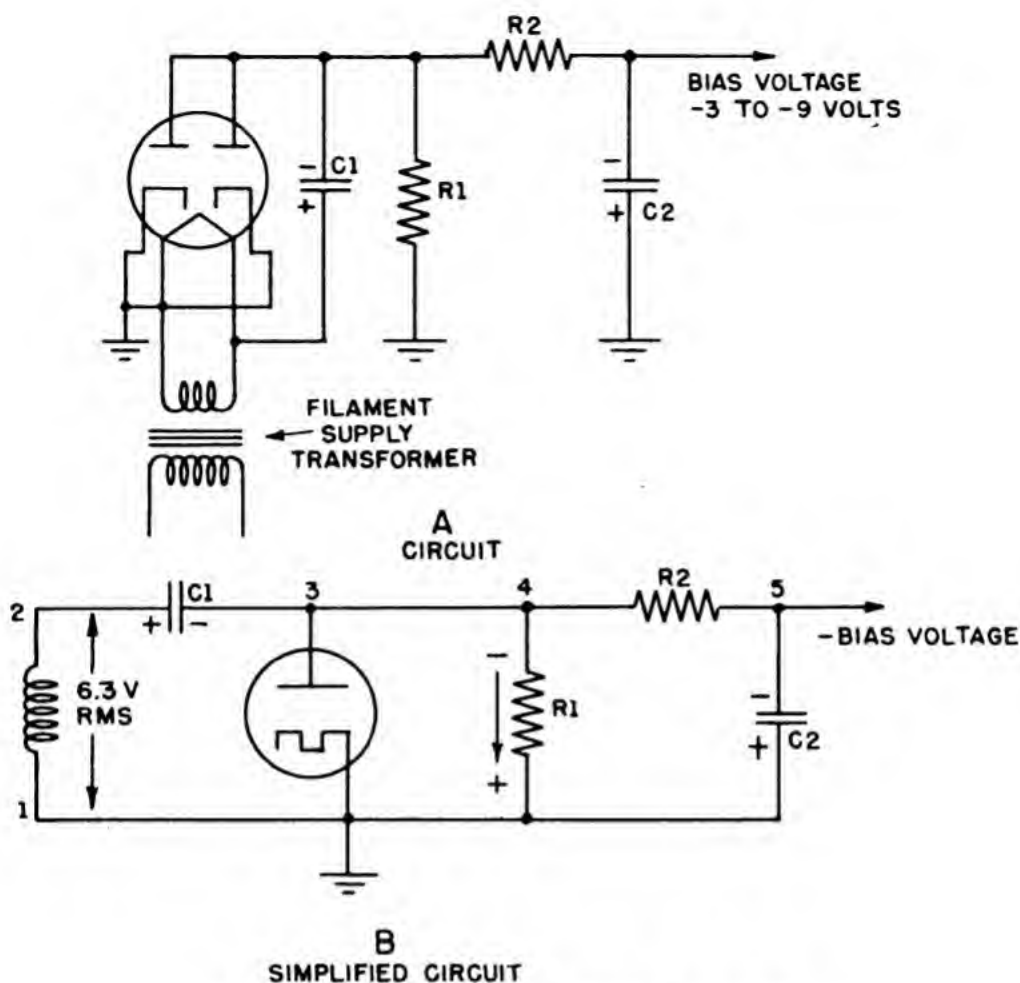 R2
BIAS VOLTAGE
-3 TO -9 VOLTS
- C1
+
R1
-
+ C2
FILAMENT
SUPPLY
TRANSFORMER
A
CIRCUIT
2
C1
+ -
3
4
R2
5
-BIAS VOLTAGE
6.3 V
RMS
-
R1
+
-
+ C2
1
B
SIMPLIFIED CIRCUIT